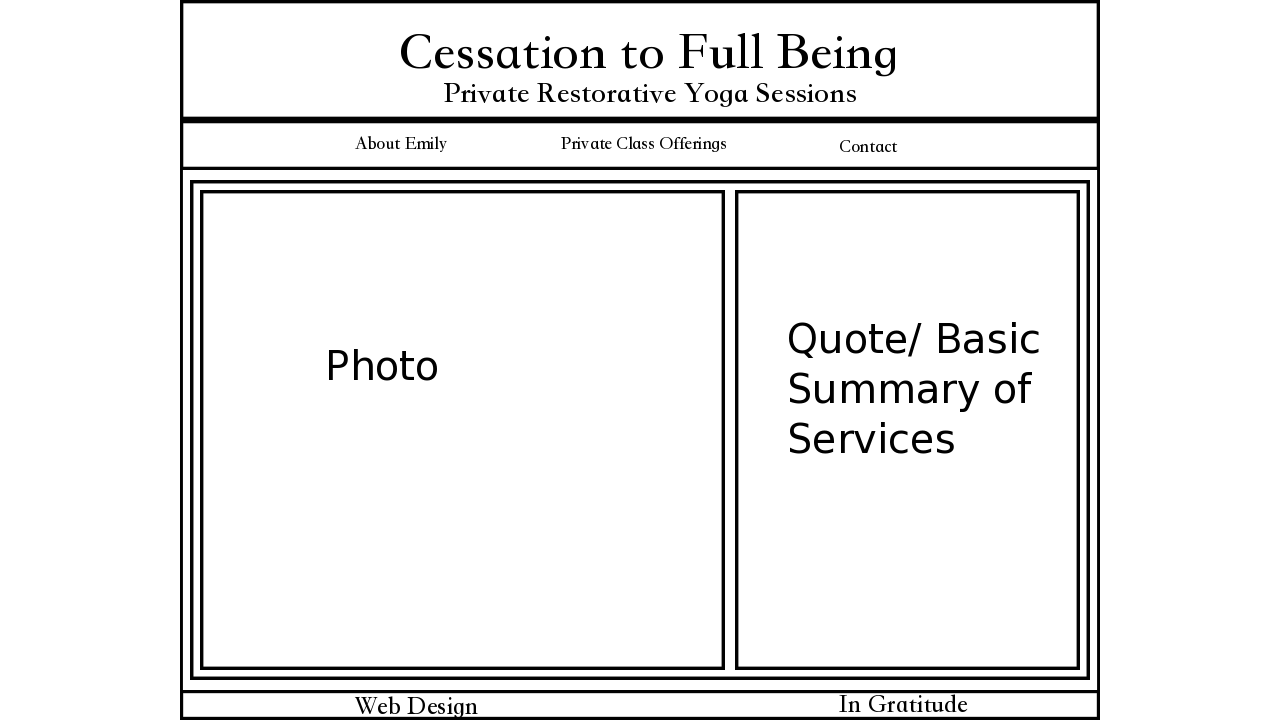 Cessation to Full Being
Private Restorative Yoga Sessions
About Emily
Private Class Offerings
Contact
Photo
Quote/ Basic
Summary of
Services
Web Design
In Gratitude